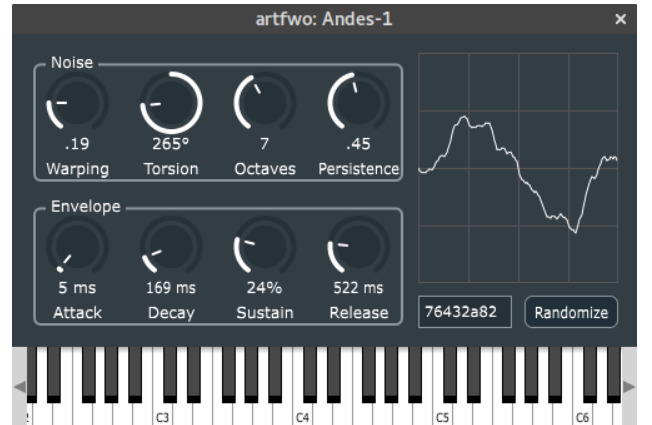 artfwo: Andes-1
Noise
.19 265° 7 .45
Warping Torsion Octaves Persistence
Envelope
5 ms 169 ms 24% 522 ms
Attack Decay Sustain Release
76432a82 Randomize
C3 C4 C5 C6